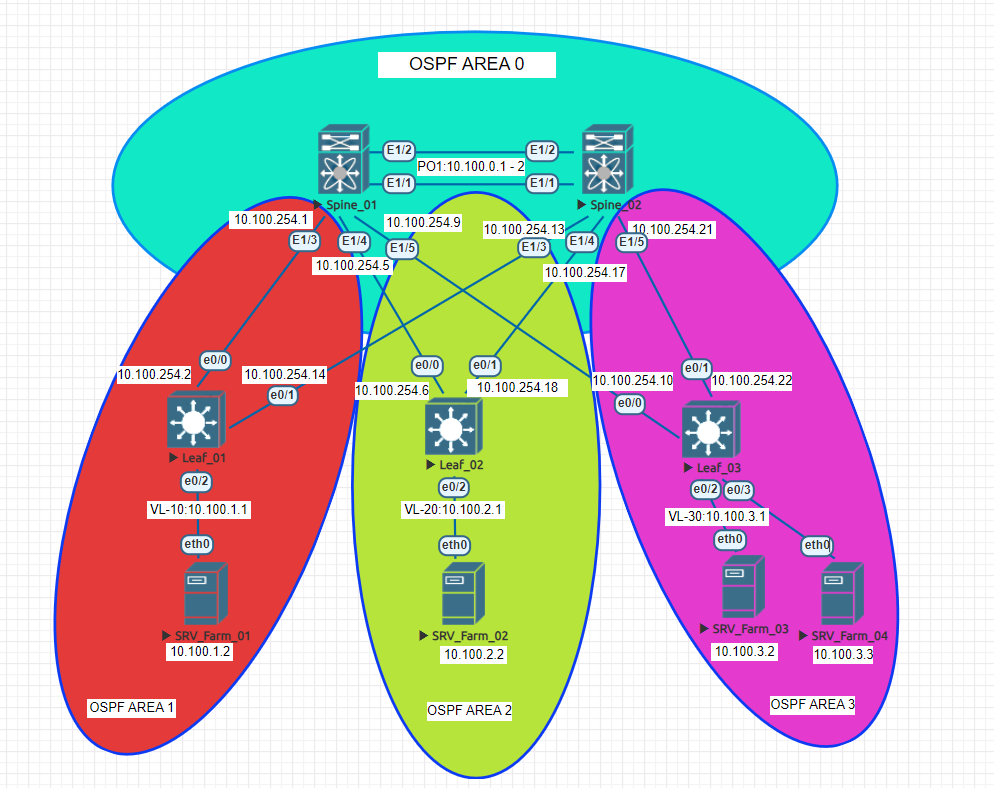 OSPF AREA 0
E1/2
E1/2
PO1:10.100.0.1 - 2
E1/1
E1/1
Spine_01
Spine_02
10.100.254.1
10.100.254.9
10.100.254.13
10.100.254.21
E1/3
E1/4
E1/5
E1/3
E1/4
E1/5
10.100.254.5
10.100.254.17
e0/0
e0/0
e0/1
e0/1
10.100.254.2
10.100.254.14
10.100.254.6
10.100.254.18
10.100.254.10
10.100.254.22
e0/1
e0/0
Leaf_01
Leaf_02
Leaf_03
e0/2
e0/2
e0/2
e0/3
VL-10:10.100.1.1
VL-20:10.100.2.1
VL-30:10.100.3.1
eth0
eth0
eth0
eth0
SRV_Farm_01
SRV_Farm_02
SRV_Farm_03
SRV_Farm_04
10.100.1.2
10.100.2.2
10.100.3.2
10.100.3.3
OSPF AREA 1
OSPF AREA 2
OSPF AREA 3